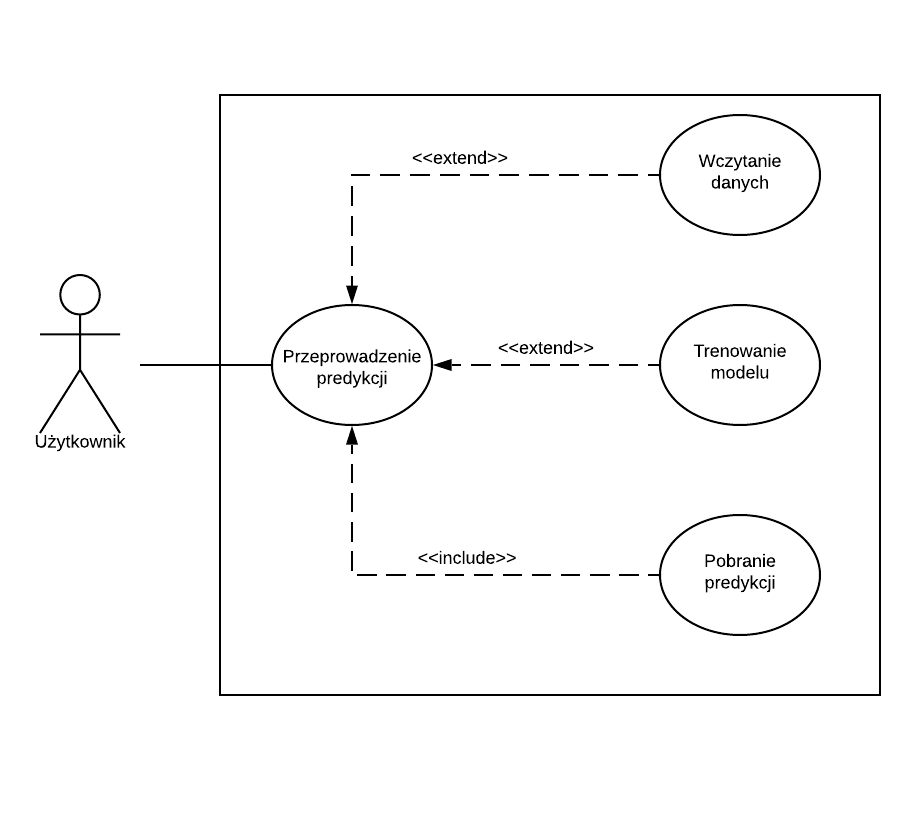 <<extend>>
Wczytanie
danych
<<extend>>
Trenowanie
modelu
Przeprowadzenie
predykcji
Użytkownik
<<include>>
Pobranie
predykcji